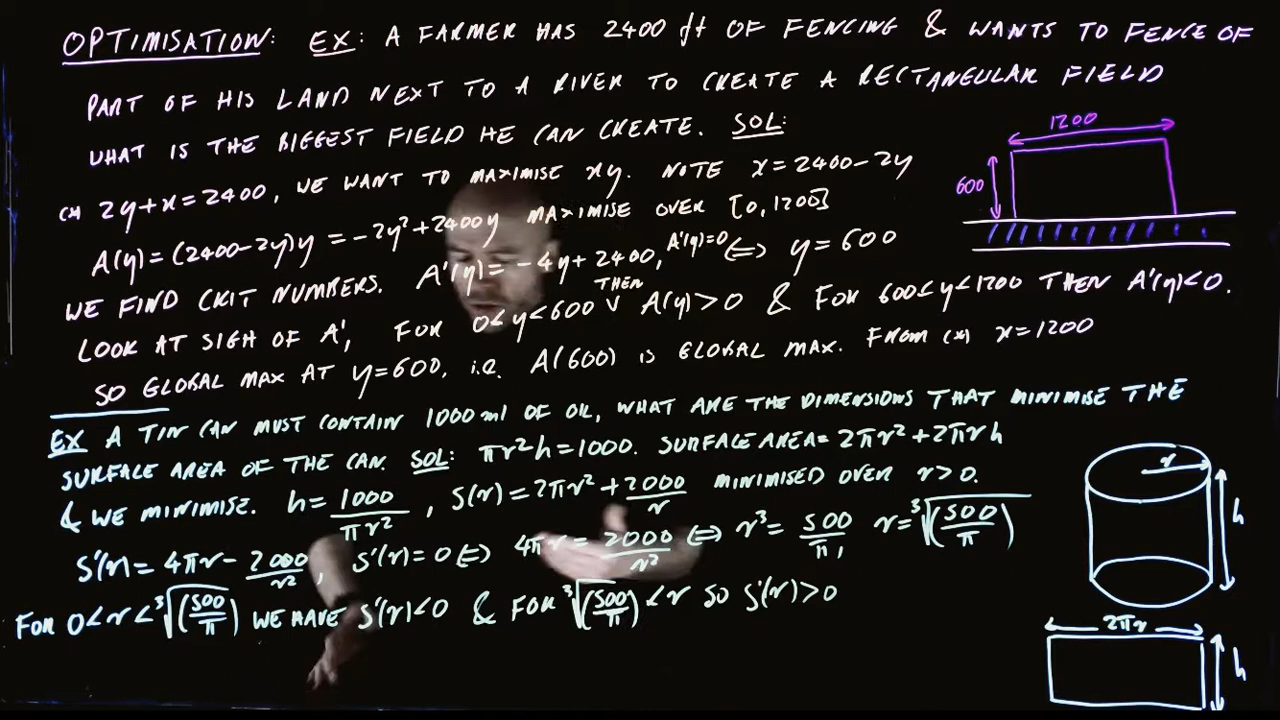 OPTIMISATION: EX: A FARMER HAS 2400 ft OF FENCING & WANTS TO FENCE OF
PART OF HIS LAND NEXT TO A RIVER TO CREATE A RECTANGULAR FIELD
WHAT IS THE BIGGEST FIELD HE CAN CREATE. SOL:
(*) 2y+x=2400, WE WANT TO MAXIMISE xy. NOTE x=2400-2y
A(y)=(2400-2y)y=-2y²+2400y MAXIMISE OVER [0,1200]
WE FIND CRIT NUMBERS. A'(y)=-4y+2400, A'(y)=0 ⟺ y=600
LOOK AT SIGN OF A', FOR 0<y<600 THEN A(y)>0 & FOR 600<y<1200 THEN A'(y)<0.
SO GLOBAL MAX AT y=600, i.e. A(600) IS GLOBAL MAX. FROM (*) x=1200
1200
600
EX A TIN CAN MUST CONTAIN 1000ml OF OIL, WHAT ARE THE DIMENSIONS THAT MINIMISE THE
SURFACE AREA OF THE CAN. SOL: πr²h=1000. SURFACE AREA=2πr²+2πrh
& WE MINIMISE. h=1000/πr², S(r)=2πr²+2000/r MINIMISED OVER r>0.
S'(r)=4πr-2000/r², S'(r)=0 ⟺ 4πr=2000/r² ⟺ r³=500/π, r=³√(500/π)
FOR 0<r<³√(500/π) WE HAVE S'(r)<0 & FOR ³√(500/π)<r SO S'(r)>0
r
h
2πr
h